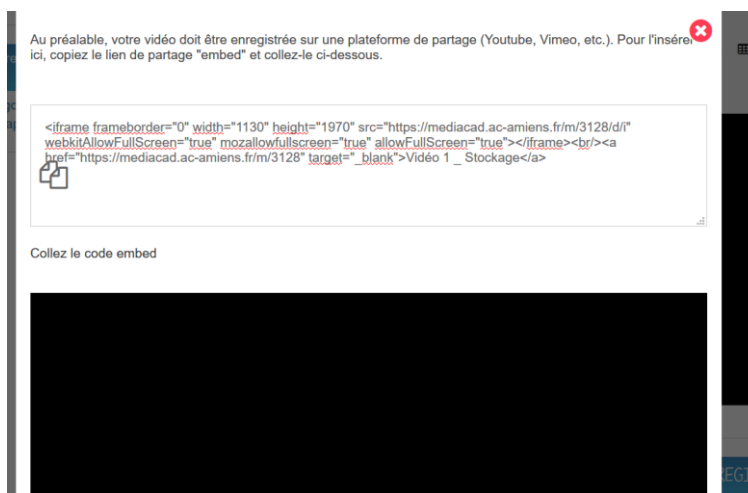 Au préalable, votre vidéo doit être enregistrée sur une plateforme de partage (Youtube, Vimeo, etc.). Pour l'insérer
ici, copiez le lien de partage "embed" et collez-le ci-dessous.
<iframe frameborder="0" width="1130" height="1970" src="https://mediacad.ac-amiens.fr/m/3128/d/i"
webkitAllowFullScreen="true" mozallowfullscreen="true" allowFullScreen="true"></iframe><br/><a
href="https://mediacad.ac-amiens.fr/m/3128" target="_blank">Vidéo 1 _ Stockage</a>
Collez le code embed